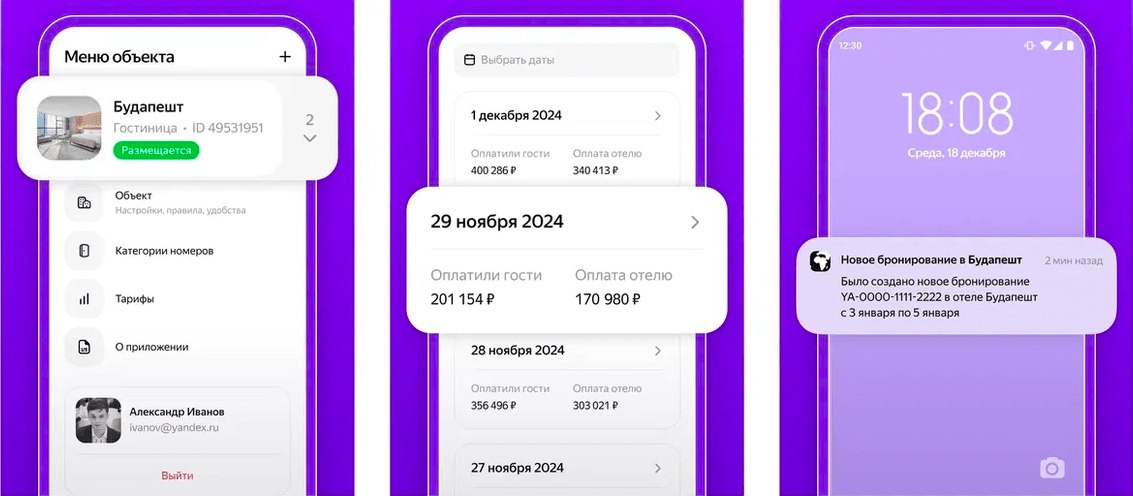 Меню объекта
+
Будапешт
Гостиница • ID 49531951
Размещается
2
Объект
Настройки, правила, удобства
Категории номеров
Тарифы
О приложении
Александр Иванов
ivanov@yandex.ru
Выйти
Выбрать даты
1 декабря 2024
Оплатили гости Оплата отелю
400 286 ₽ 340 413 ₽
29 ноября 2024
Оплатили гости Оплата отелю
201 154 ₽ 170 980 ₽
28 ноября 2024
Оплатили гости Оплата отелю
356 496 ₽ 303 021 ₽
27 ноября 2024
12:30
18:08
Среда, 18 декабря
Новое бронирование в Будапешт 2 мин назад
Было создано новое бронирование
YA-0000-1111-2222 в отеле Будапешт
с 3 января по 5 января